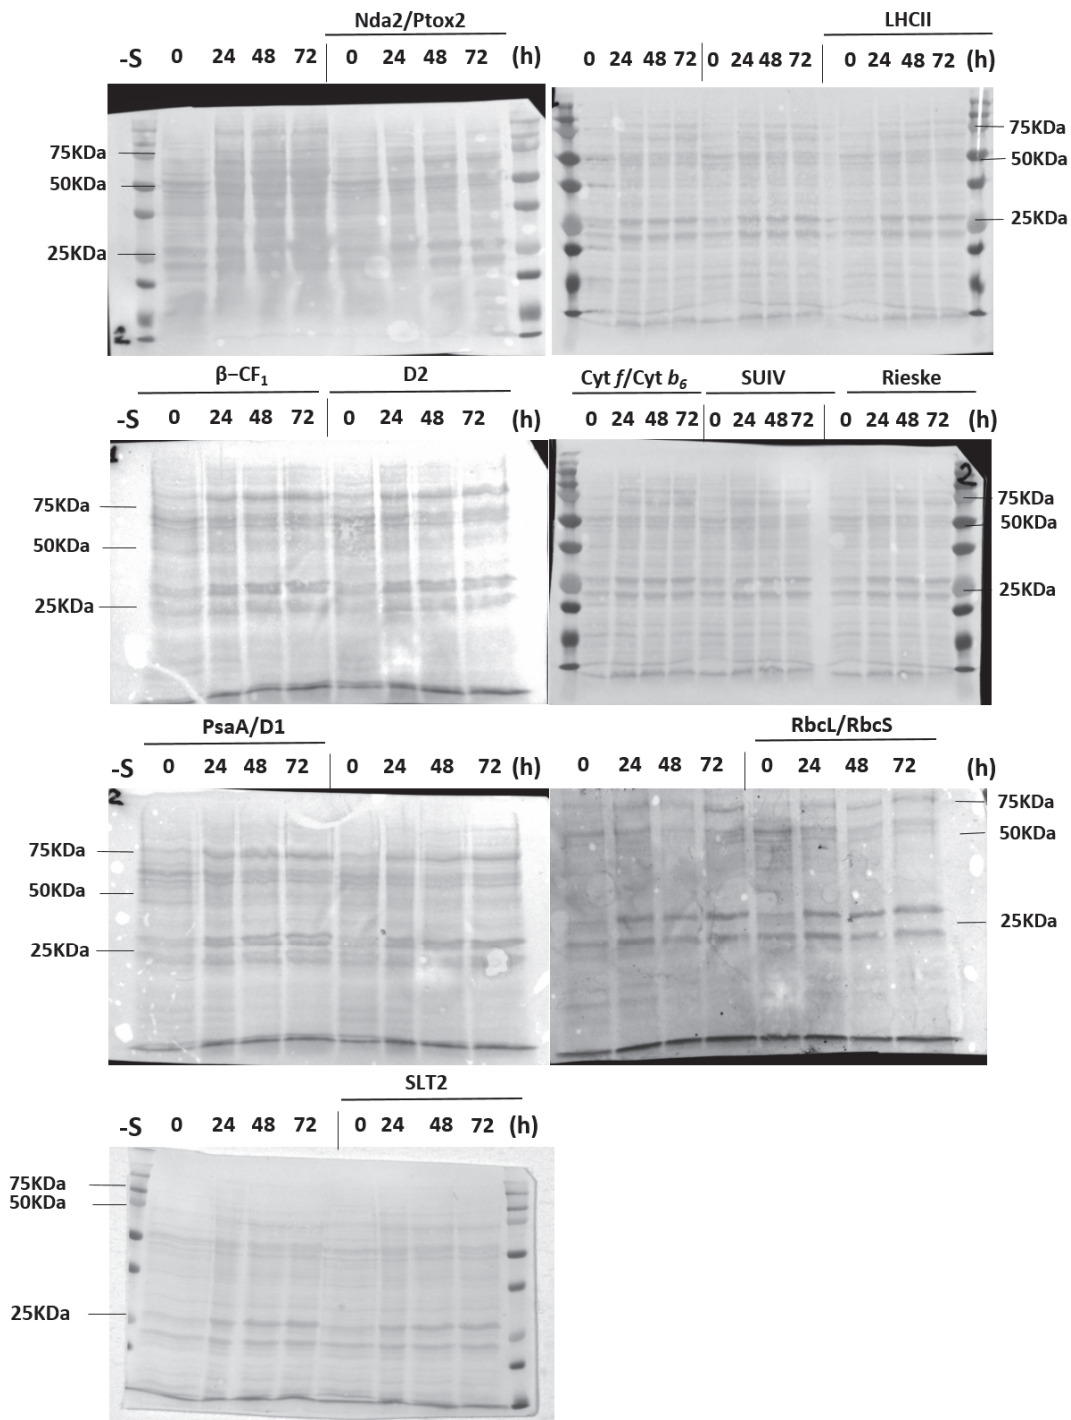 Nda2/Ptox2
-S 0 24 48 72 0 24 48 72 (h)
75KDa
50KDa
25KDa
2
LHCII
0 24 48 72 0 24 48 72 0 24 48 72 (h)
75KDa
50KDa
25KDa
β–CF₁ D2
-S 0 24 48 72 0 24 48 72 (h)
1
75KDa
50KDa
25KDa
Cyt f/Cyt b₆ SUIV Rieske
0 24 48 72 0 24 48 72 0 24 48 72 (h)
2
75KDa
50KDa
25KDa
PsaA/D1
-S 0 24 48 72 0 24 48 72 (h)
2
75KDa
50KDa
25KDa
RbcL/RbcS
0 24 48 72 0 24 48 72 (h)
75KDa
50KDa
25KDa
SLT2
-S 0 24 48 72 0 24 48 72 (h)
75KDa
50KDa
25KDa